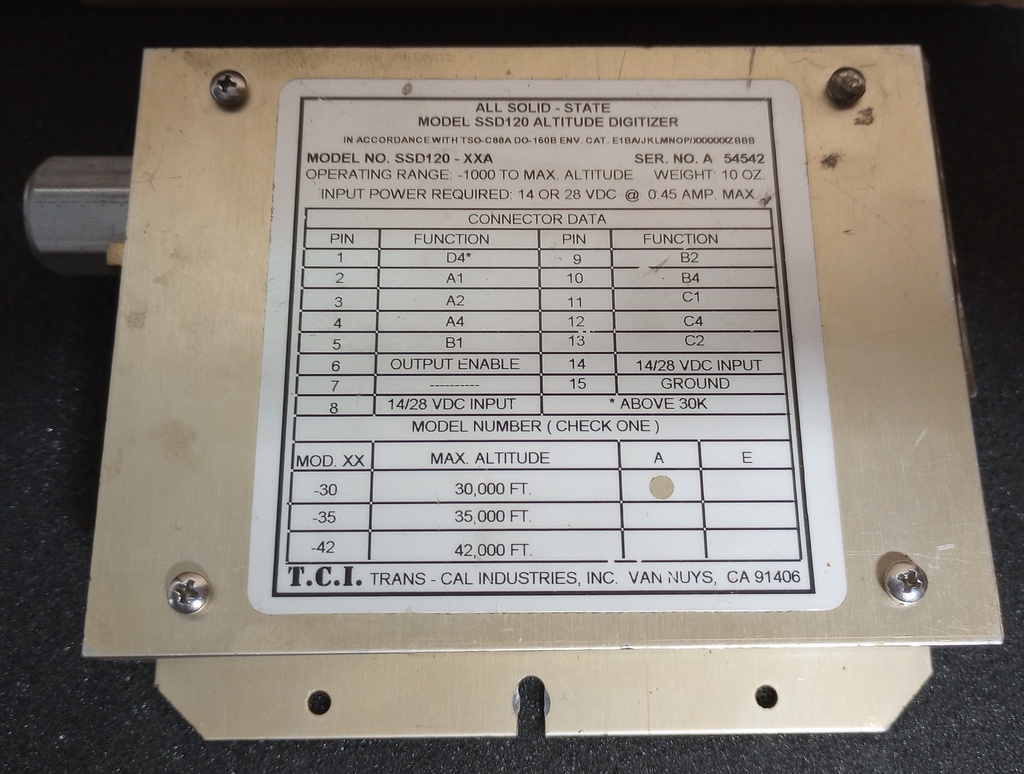 ALL SOLID - STATE
MODEL SSD120 ALTITUDE DIGITIZER
IN ACCORDANCE WITH TSO-C88A DO-160B ENV. CAT. E1BA/JKLMNOP/XXXXXXZBBB
MODEL NO. SSD120 - XXA SER. NO. A 54542
OPERATING RANGE: -1000 TO MAX. ALTITUDE WEIGHT: 10 OZ.
INPUT POWER REQUIRED: 14 OR 28 VDC @ 0.45 AMP. MAX.
CONNECTOR DATA
PIN FUNCTION PIN FUNCTION
1 D4* 9 B2
2 A1 10 B4
3 A2 11 C1
4 A4 12 C4
5 B1 13 C2
6 OUTPUT ENABLE 14 14/28 VDC INPUT
7 ---------- 15 GROUND
8 14/28 VDC INPUT * ABOVE 30K
MODEL NUMBER ( CHECK ONE )
MOD. XX MAX. ALTITUDE A E
-30 30,000 FT.
-35 35,000 FT.
-42 42,000 FT.
T.C.I. TRANS - CAL INDUSTRIES, INC. VAN NUYS, CA 91406